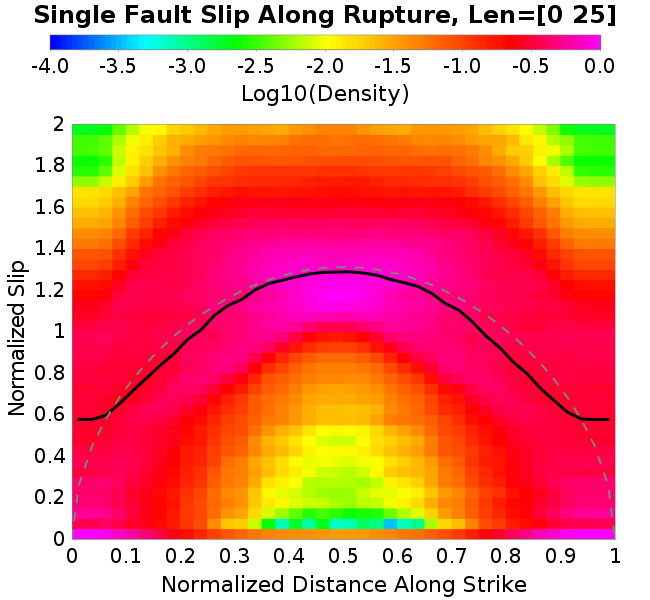 Single Fault Slip Along Rupture, Len=[0 25]
-4.0 -3.5 -3.0 -2.5 -2.0 -1.5 -1.0 -0.5 0.0
Log10(Density)
2
1.8
1.6
1.4
1.2
1
0.8
0.6
0.4
0.2
0
Normalized Slip
0 0.1 0.2 0.3 0.4 0.5 0.6 0.7 0.8 0.9 1
Normalized Distance Along Strike